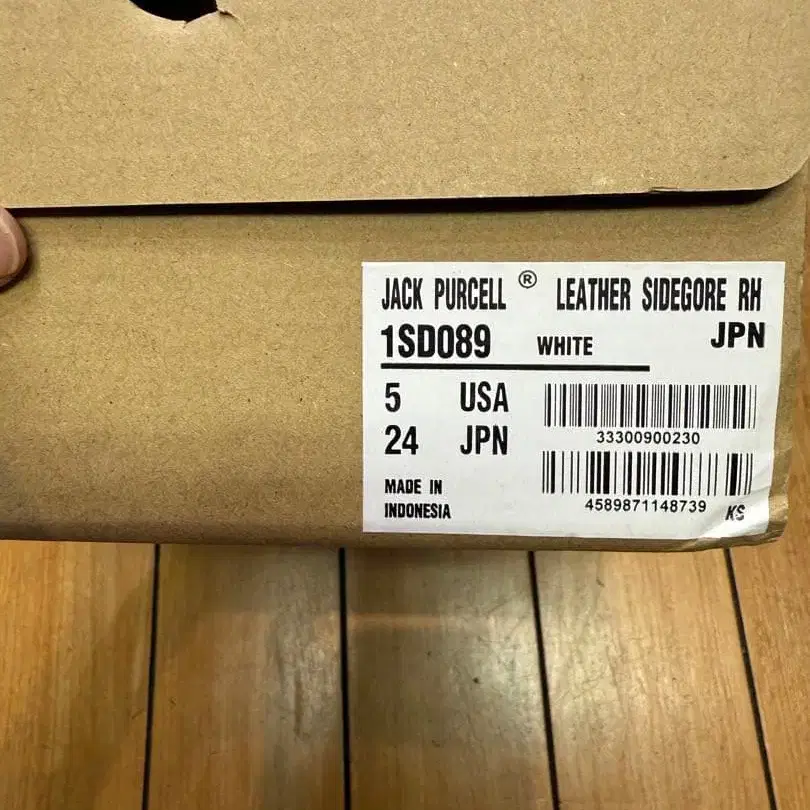 JACK PURCELL ® LEATHER SIDEGORE RH
1SD089 WHITE JPN
5 USA
24 JPN
33300900230
4589871148739 KS
MADE IN
INDONESIA